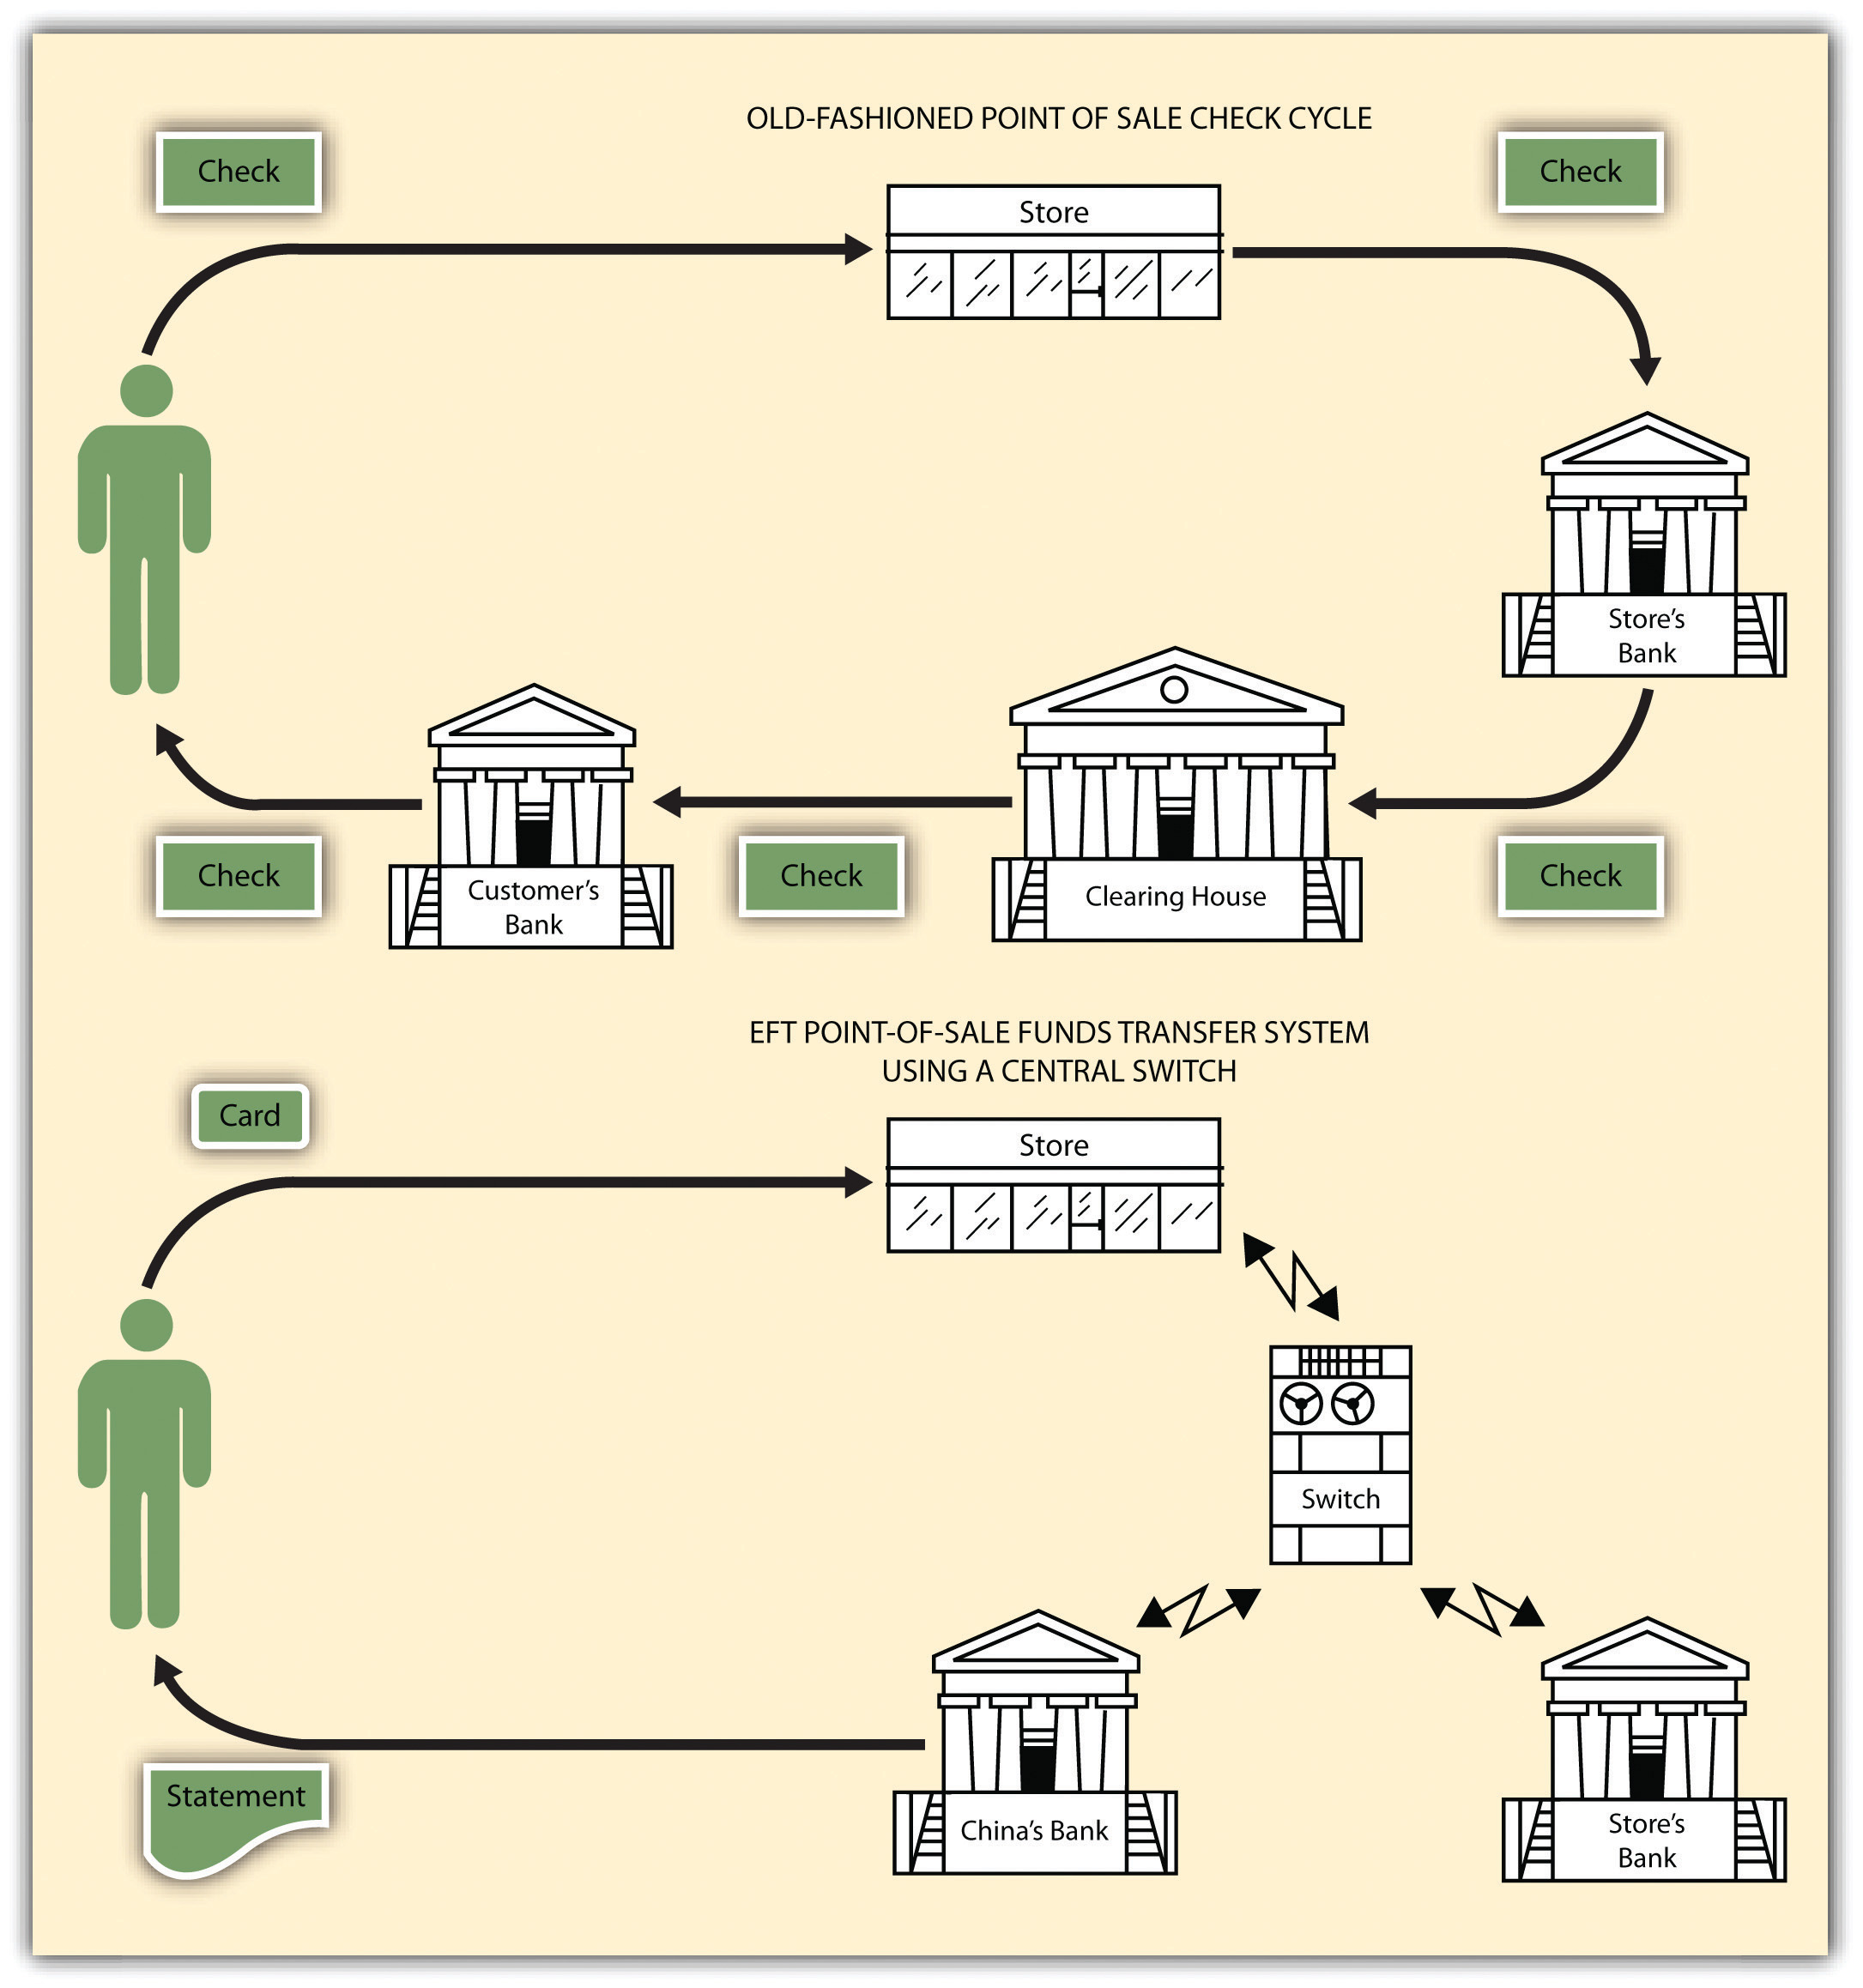 OLD-FASHIONED POINT OF SALE CHECK CYCLE
Check
Check
Store
Store's
Bank
Customer's
Bank
Clearing House
Check
Check
Check
EFT POINT-OF-SALE FUNDS TRANSFER SYSTEM
USING A CENTRAL SWITCH
Card
Store
Switch
Statement
China's Bank
Store's
Bank